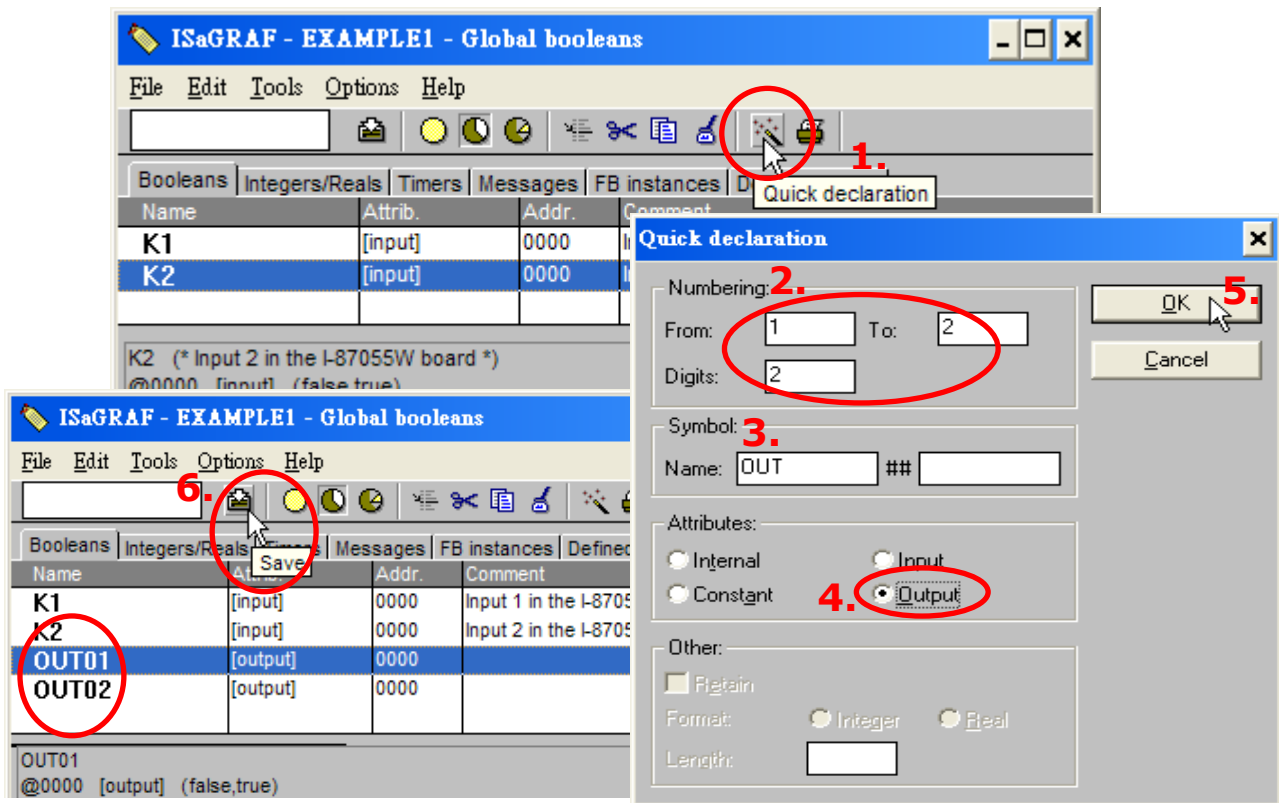 ISaGRAF - EXAMPLE1 - Global booleans
File Edit Tools Options Help
1.
Booleans Integers/Reals Timers Messages FB instances
Quick declaration
Name Attrib. Addr. Comment
K1 [input] 0000
K2 [input] 0000
K2 (* Input 2 in the I-87055W board *)
@0000 [input] (false,true)
Quick declaration
Numbering: 2.
From: 1 To: 2
Digits: 2
Symbol: 3.
Name: OUT ##
Attributes:
Internal Input
Constant 4. Output
Other:
Retain
Format: Integer Real
Length:
OK 5.
Cancel
ISaGRAF - EXAMPLE1 - Global booleans
File Edit Tools Options Help
6.
Save
Booleans Integers/Reals Timers Messages FB instances Defined
Name Attrib. Addr. Comment
K1 [input] 0000 Input 1 in the I-8705
K2 [input] 0000 Input 2 in the I-8705
OUT01 [output] 0000
OUT02 [output] 0000
OUT01
@0000 [output] (false,true)